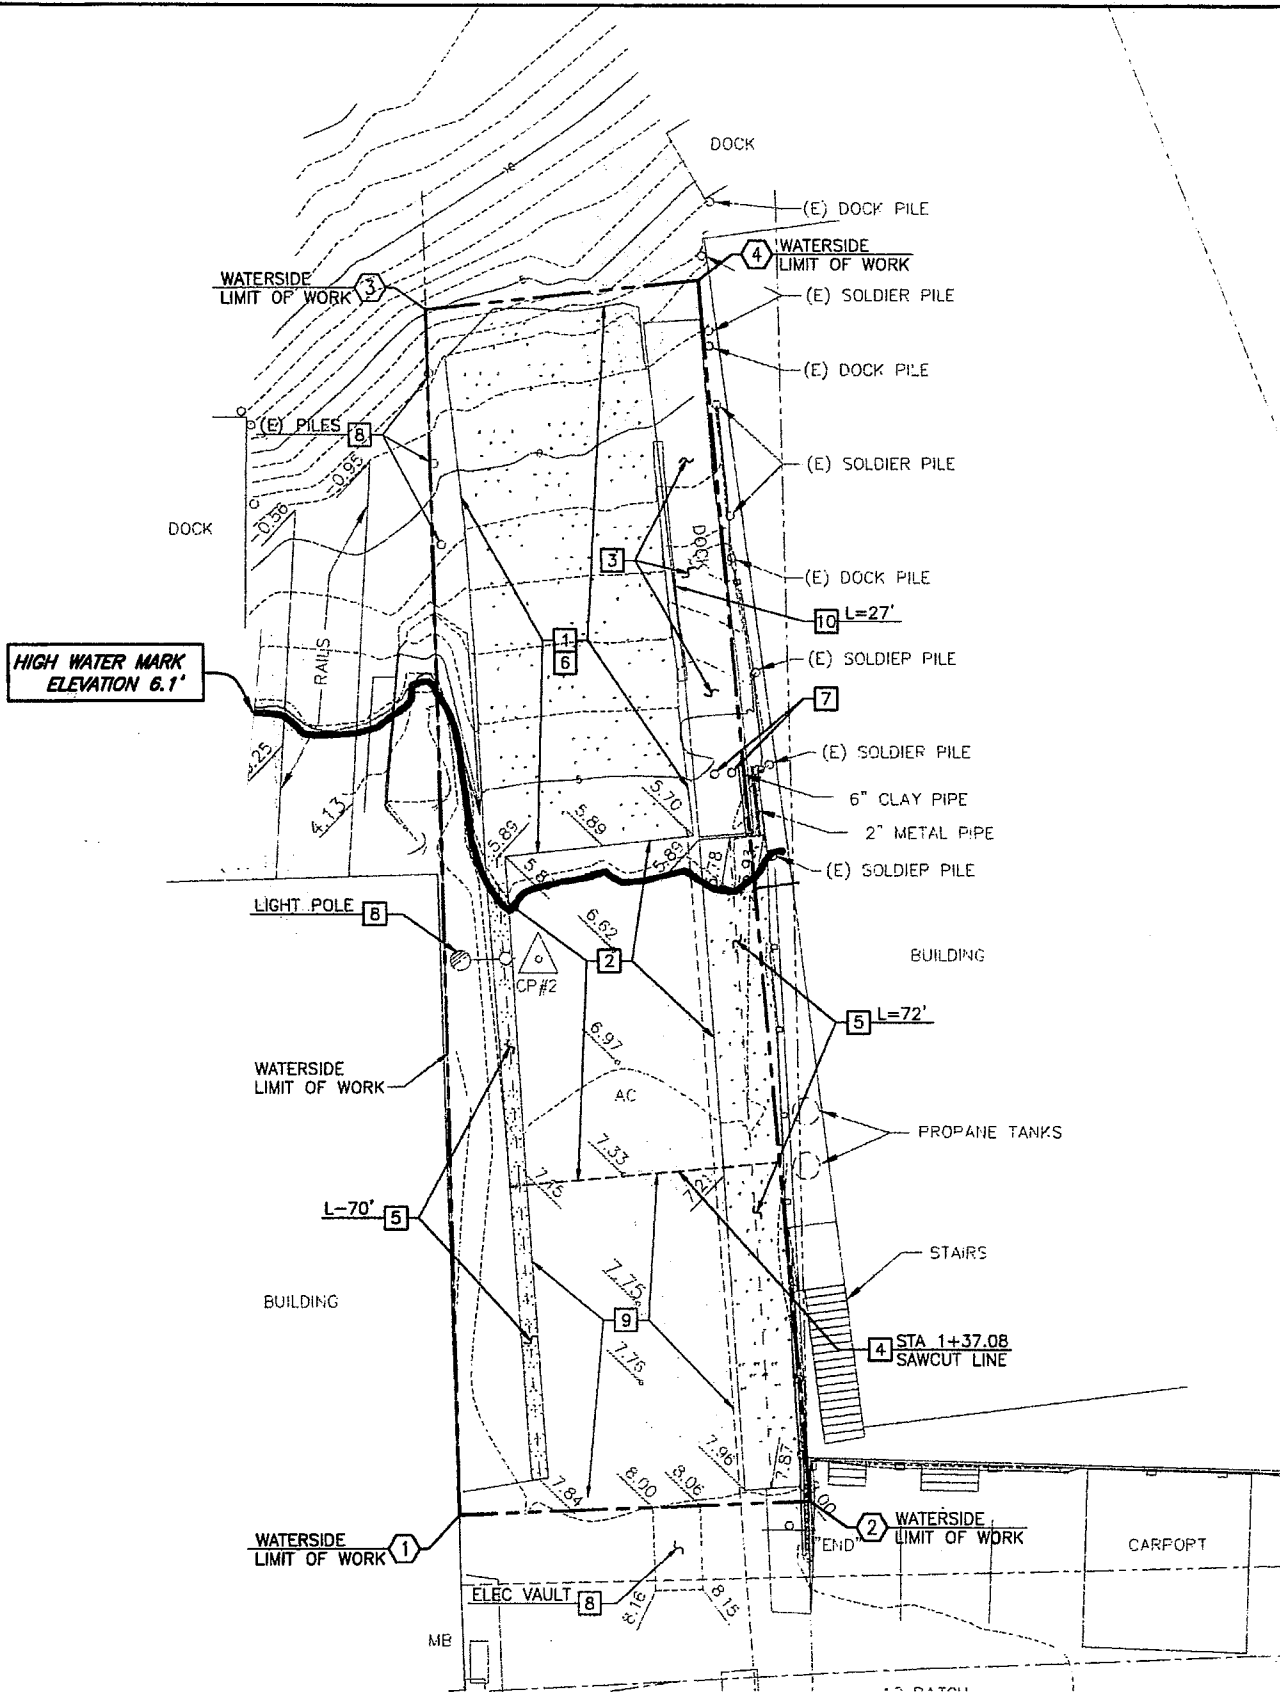 DOCK
(E) DOCK PILE
WATERSIDE
LIMIT OF WORK
4
WATERSIDE
LIMIT OF WORK
3
(E) SOLDIER PILE
(E) DOCK PILE
(E) PILES 8
-0.95
(E) SOLDIER PILE
-0.56
DOCK
DOCK
3
(E) DOCK PILE
10 L=27'
1
6
(E) SOLDIER PILE
HIGH WATER MARK
ELEVATION 6.1'
RAILS
7
(E) SOLDIER PILE
6" CLAY PIPE
2" METAL PIPE
4.13
5.89
5.89
5.70
5.89
(E) SOLDIER PILE
LIGHT POLE 8
6.62
2
CP#2
BUILDING
5 L=72'
6.97
WATERSIDE
LIMIT OF WORK
AC
PROPANE TANKS
7.33
7.15
L-70' 5
STAIRS
7.75
BUILDING
9
4 STA 1+37.08
SAWCUT LINE
7.76
7.96
7.87
7.84
8.00
8.06
WATERSIDE
LIMIT OF WORK
1
2
WATERSIDE
LIMIT OF WORK
"END"
CARPORT
ELEC VAULT 8
8.16
8.15
MB